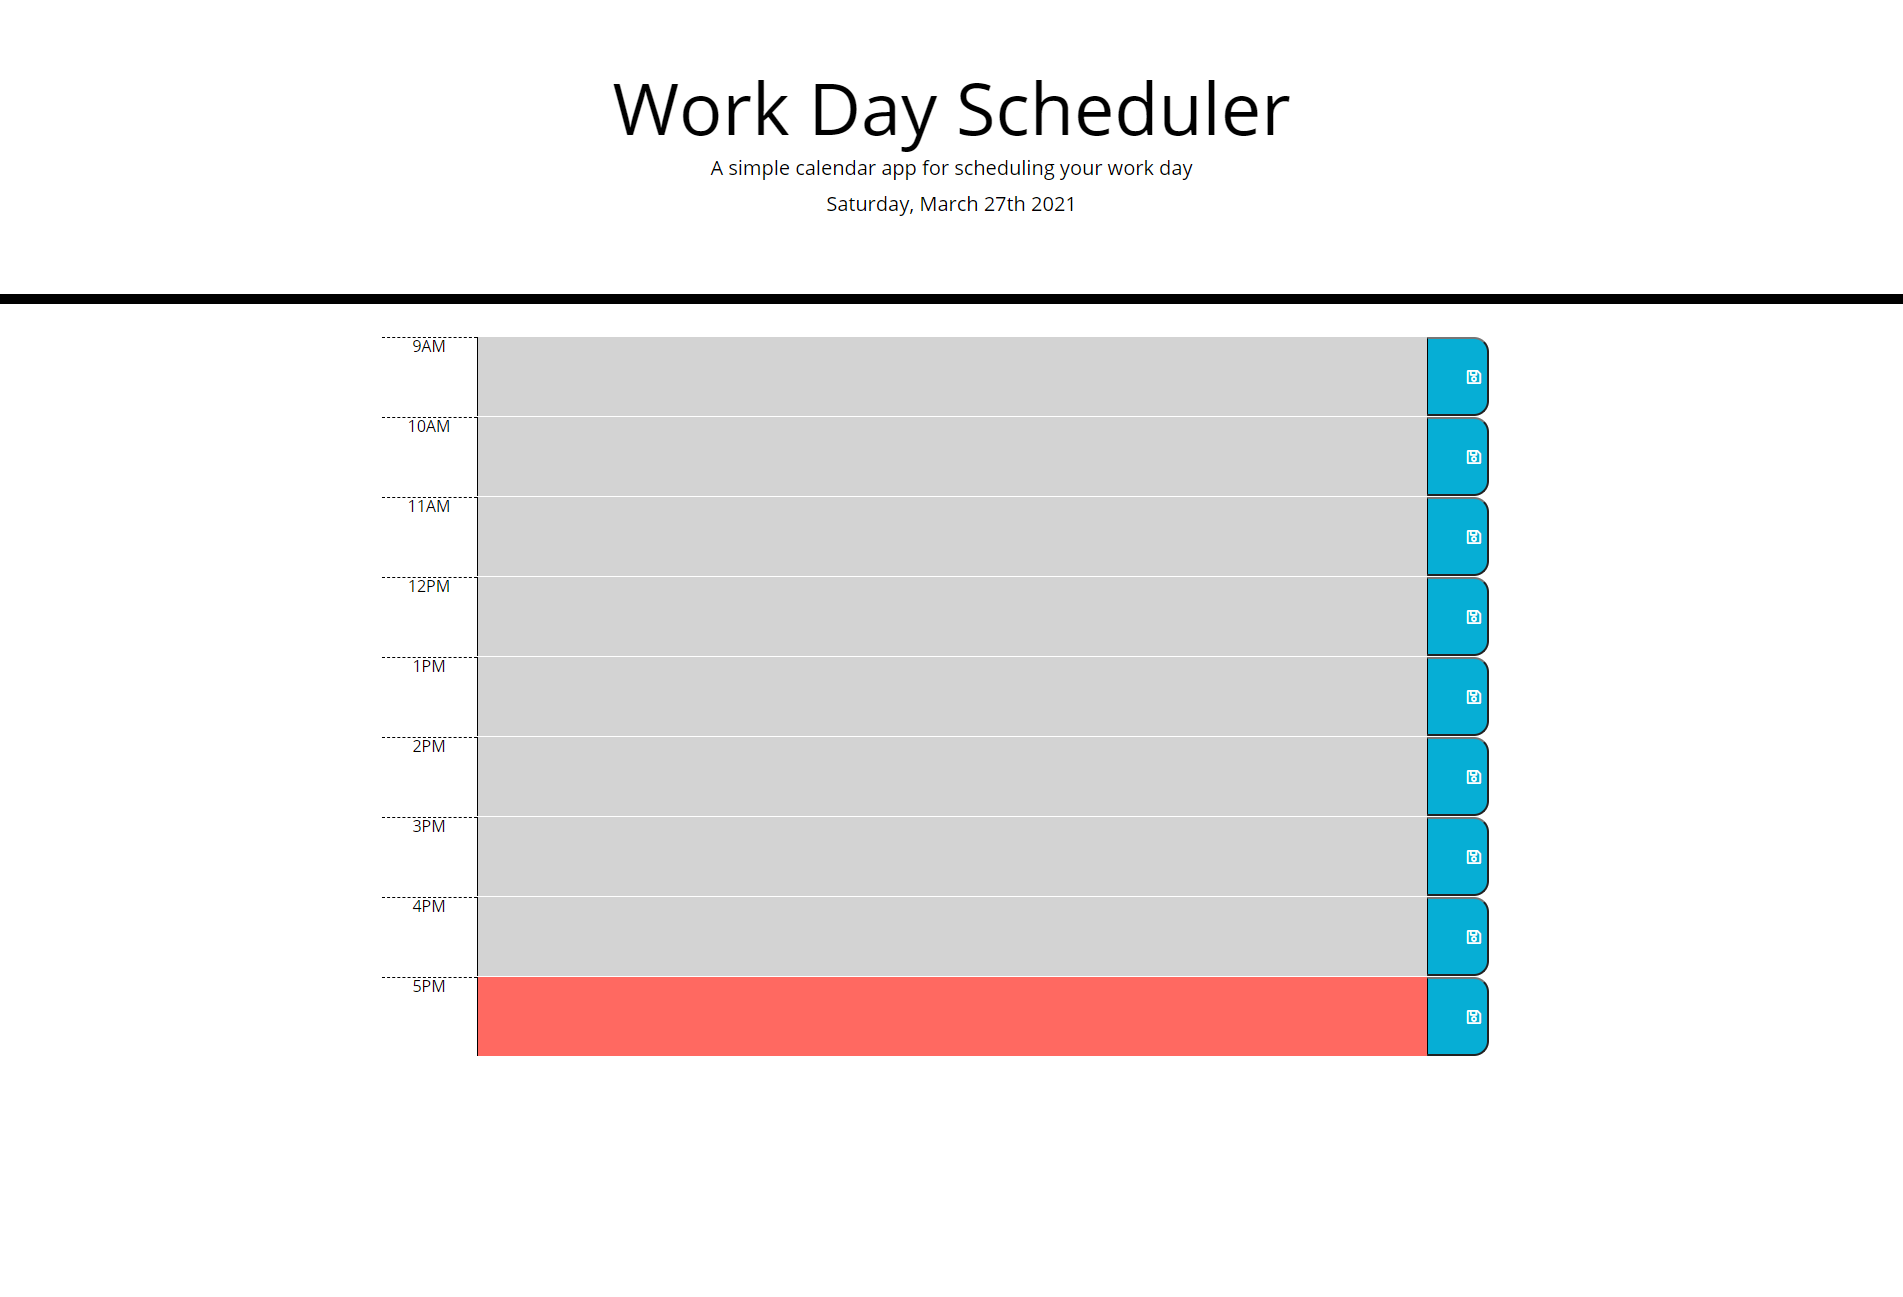 Work Day Scheduler
A simple calendar app for scheduling your work day
Saturday, March 27th 2021
9AM
10AM
11AM
12PM
1PM
2PM
3PM
4PM
5PM